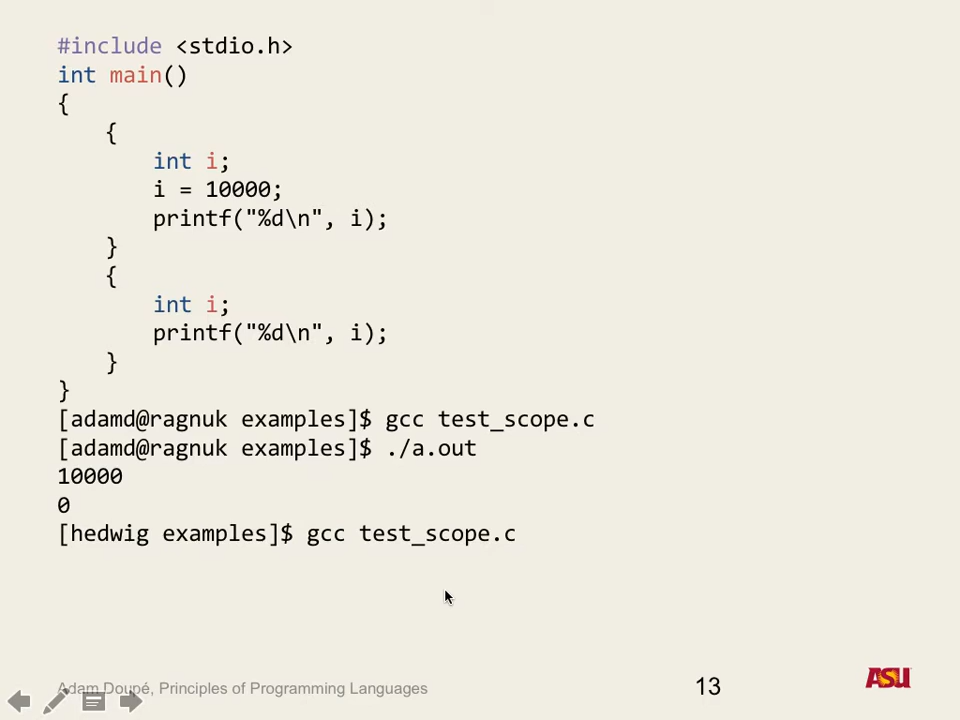 #include <stdio.h>
int main()
{
    {
        int i;
        i = 10000;
        printf("%d\n", i);
    }
    {
        int i;
        printf("%d\n", i);
    }
}
[adamd@ragnuk examples]$ gcc test_scope.c
[adamd@ragnuk examples]$ ./a.out
10000
0
[hedwig examples]$ gcc test_scope.c
Adam Doupé, Principles of Programming Languages
13
ASU